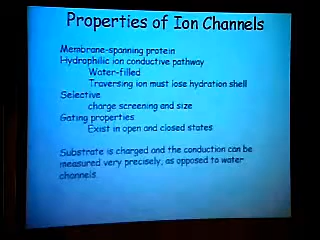 Properties of Ion Channels
Membrane-spanning protein
Hydrophilic ion conductive pathway
Water-filled
Traversing ion must lose hydration shell
Selective
charge screening and size
Gating properties
Exist in open and closed states
Substrate is charged and the conduction can be
measured very precisely, as opposed to water
channels.